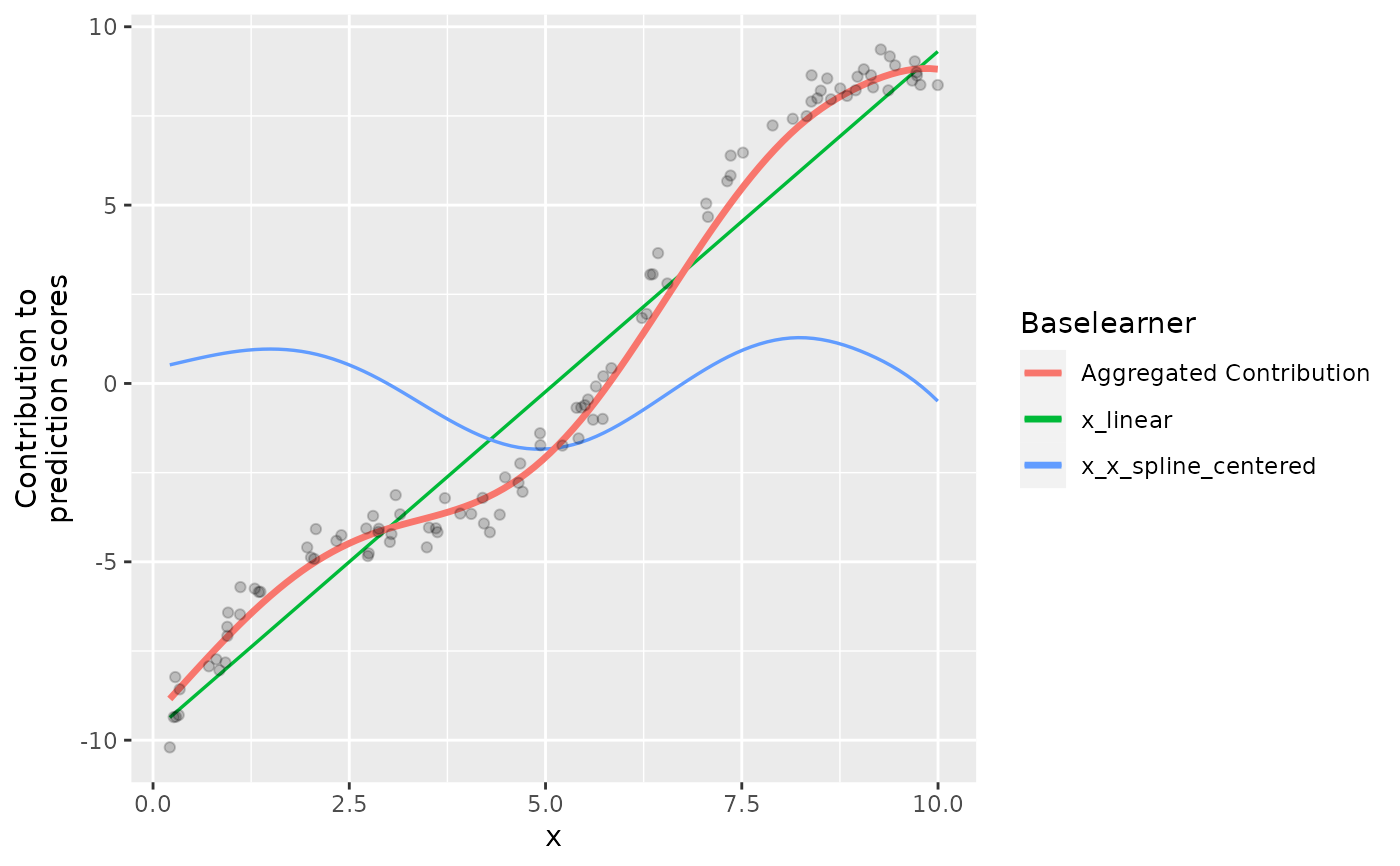 10
5
0
-5
-10
Contribution to
prediction scores
0.0
2.5
5.0
7.5
10.0
x
Baselearner
Aggregated Contribution
x_linear
x_x_spline_centered